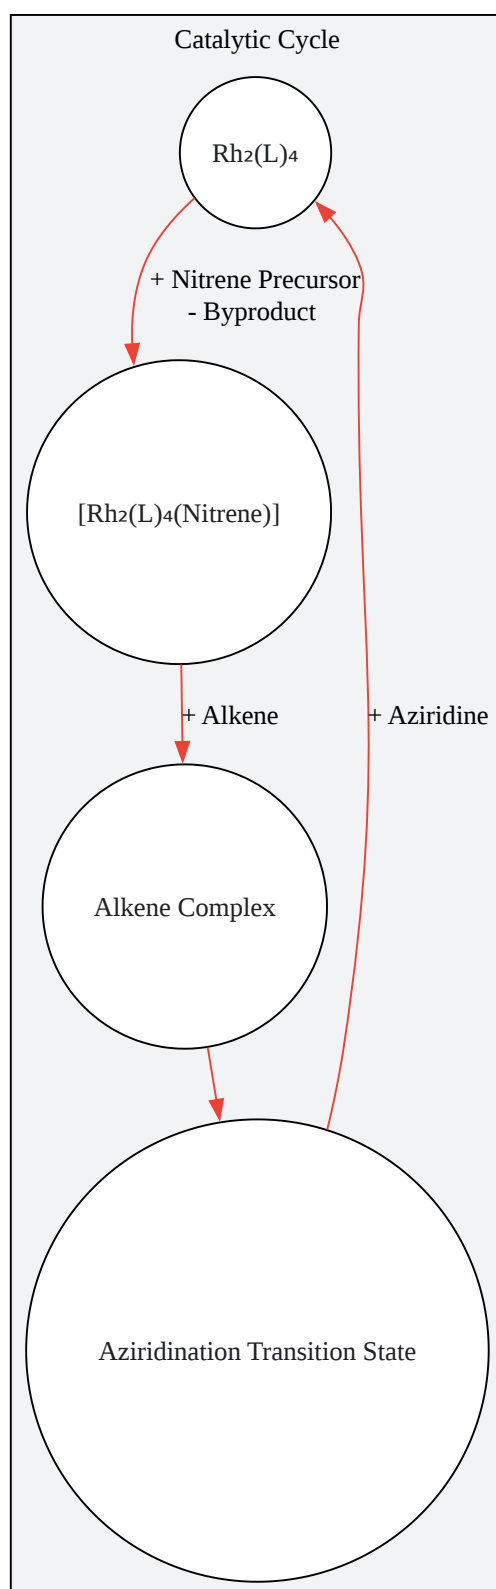 Catalytic Cycle
Rh₂(L)₄
+ Nitrene Precursor
- Byproduct
[Rh₂(L)₄(Nitrene)]
+ Alkene
+ Aziridine
Alkene Complex
Aziridination Transition State